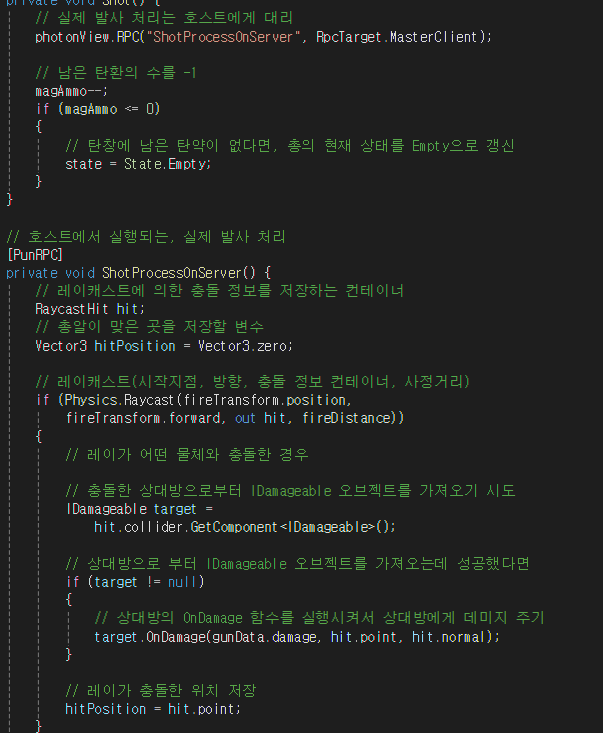 private void Shot() {
// 실제 발사 처리는 호스트에게 대리
photonView.RPC("ShotProcessOnServer", RpcTarget.MasterClient);
// 남은 탄환의 수를 -1
magAmmo--;
if (magAmmo <= 0)
{
// 탄창에 남은 탄약이 없다면, 총의 현재 상태를 Empty으로 갱신
state = State.Empty;
}
}
// 호스트에서 실행되는, 실제 발사 처리
[PunRPC]
private void ShotProcessOnServer() {
// 레이캐스트에 의한 충돌 정보를 저장하는 컨테이너
RaycastHit hit;
// 총알이 맞은 곳을 저장할 변수
Vector3 hitPosition = Vector3.zero;
// 레이캐스트(시작지점, 방향, 충돌 정보 컨테이너, 사정거리)
if (Physics.Raycast(fireTransform.position,
fireTransform.forward, out hit, fireDistance))
{
// 레이가 어떤 물체와 충돌한 경우
// 충돌한 상대방으로부터 IDamageable 오브젝트를 가져오기 시도
IDamageable target =
hit.collider.GetComponent<IDamageable>();
// 상대방으로 부터 IDamageable 오브젝트를 가져오는데 성공했다면
if (target != null)
{
// 상대방의 OnDamage 함수를 실행시켜서 상대방에게 데미지 주기
target.OnDamage(gunData.damage, hit.point, hit.normal);
}
// 레이가 충돌한 위치 저장
hitPosition = hit.point;
}